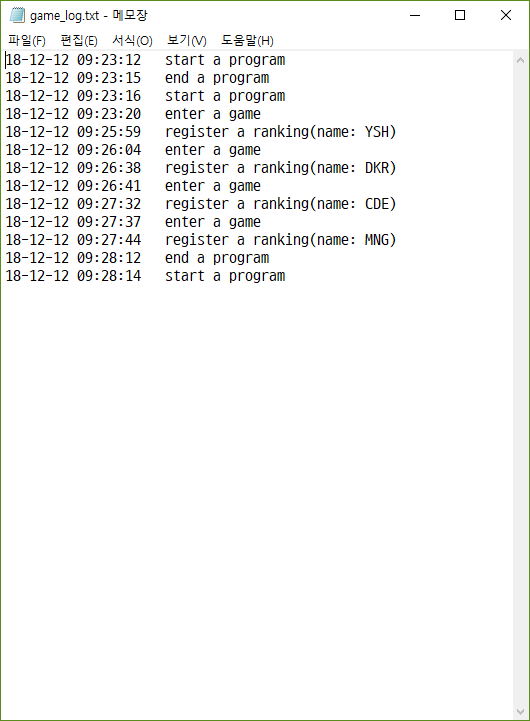 game_log.txt - 메모장
파일(F) 편집(E) 서식(O) 보기(V) 도움말(H)
18-12-12 09:23:12 start a program
18-12-12 09:23:15 end a program
18-12-12 09:23:16 start a program
18-12-12 09:23:20 enter a game
18-12-12 09:25:59 register a ranking(name: YSH)
18-12-12 09:26:04 enter a game
18-12-12 09:26:38 register a ranking(name: DKR)
18-12-12 09:26:41 enter a game
18-12-12 09:27:32 register a ranking(name: CDE)
18-12-12 09:27:37 enter a game
18-12-12 09:27:44 register a ranking(name: MNG)
18-12-12 09:28:12 end a program
18-12-12 09:28:14 start a program